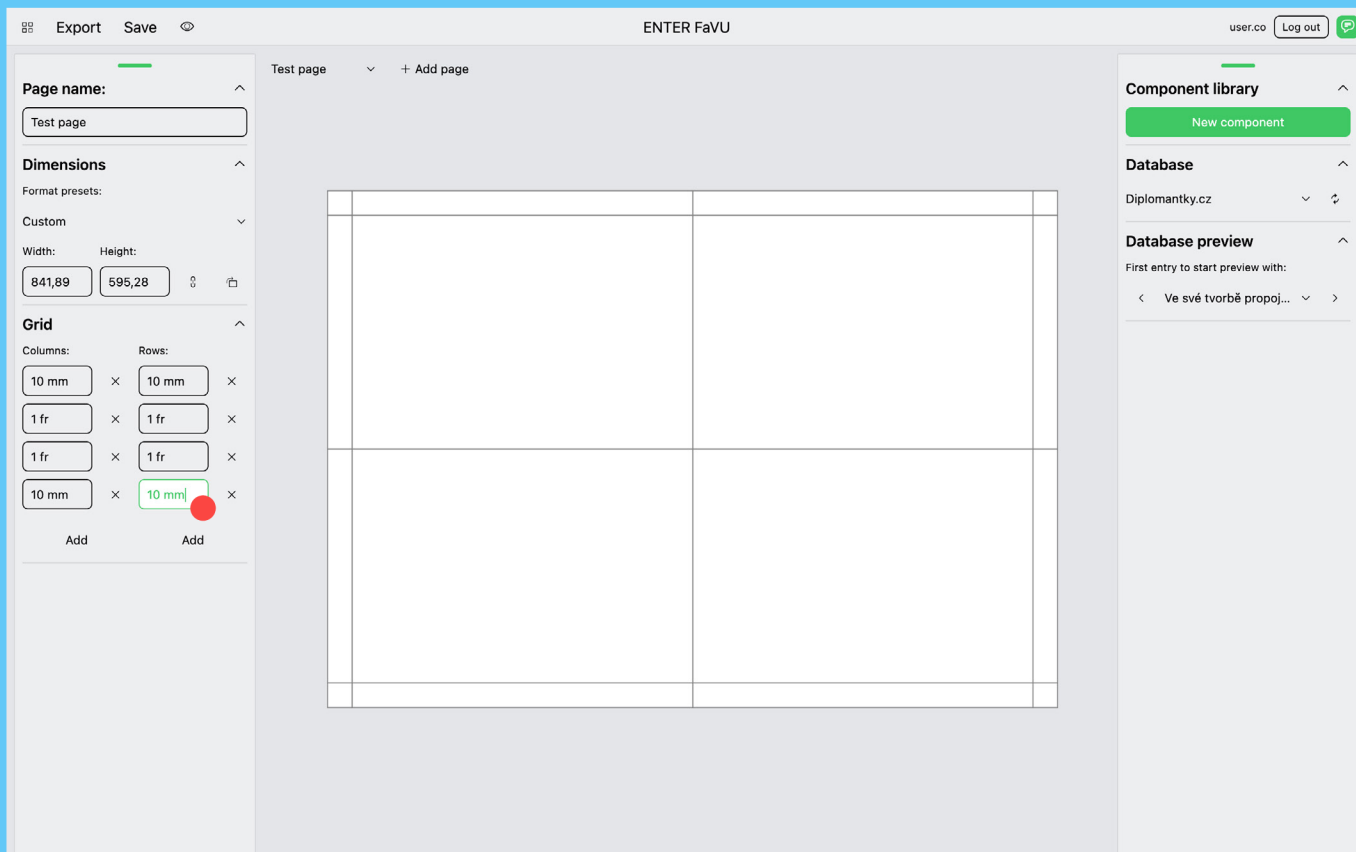 Export Save ENTER FaVU user.co Log out
Test page + Add page
Page name:
Test page
Dimensions
Format presets:
Custom
Width: Height:
841,89 595,28
Grid
Columns: Rows:
10 mm 10 mm
1 fr 1 fr
1 fr 1 fr
10 mm 10 mm
Add Add
Component library
New component
Database
Diplomantky.cz
Database preview
First entry to start preview with:
Ve své tvorbě propoj...